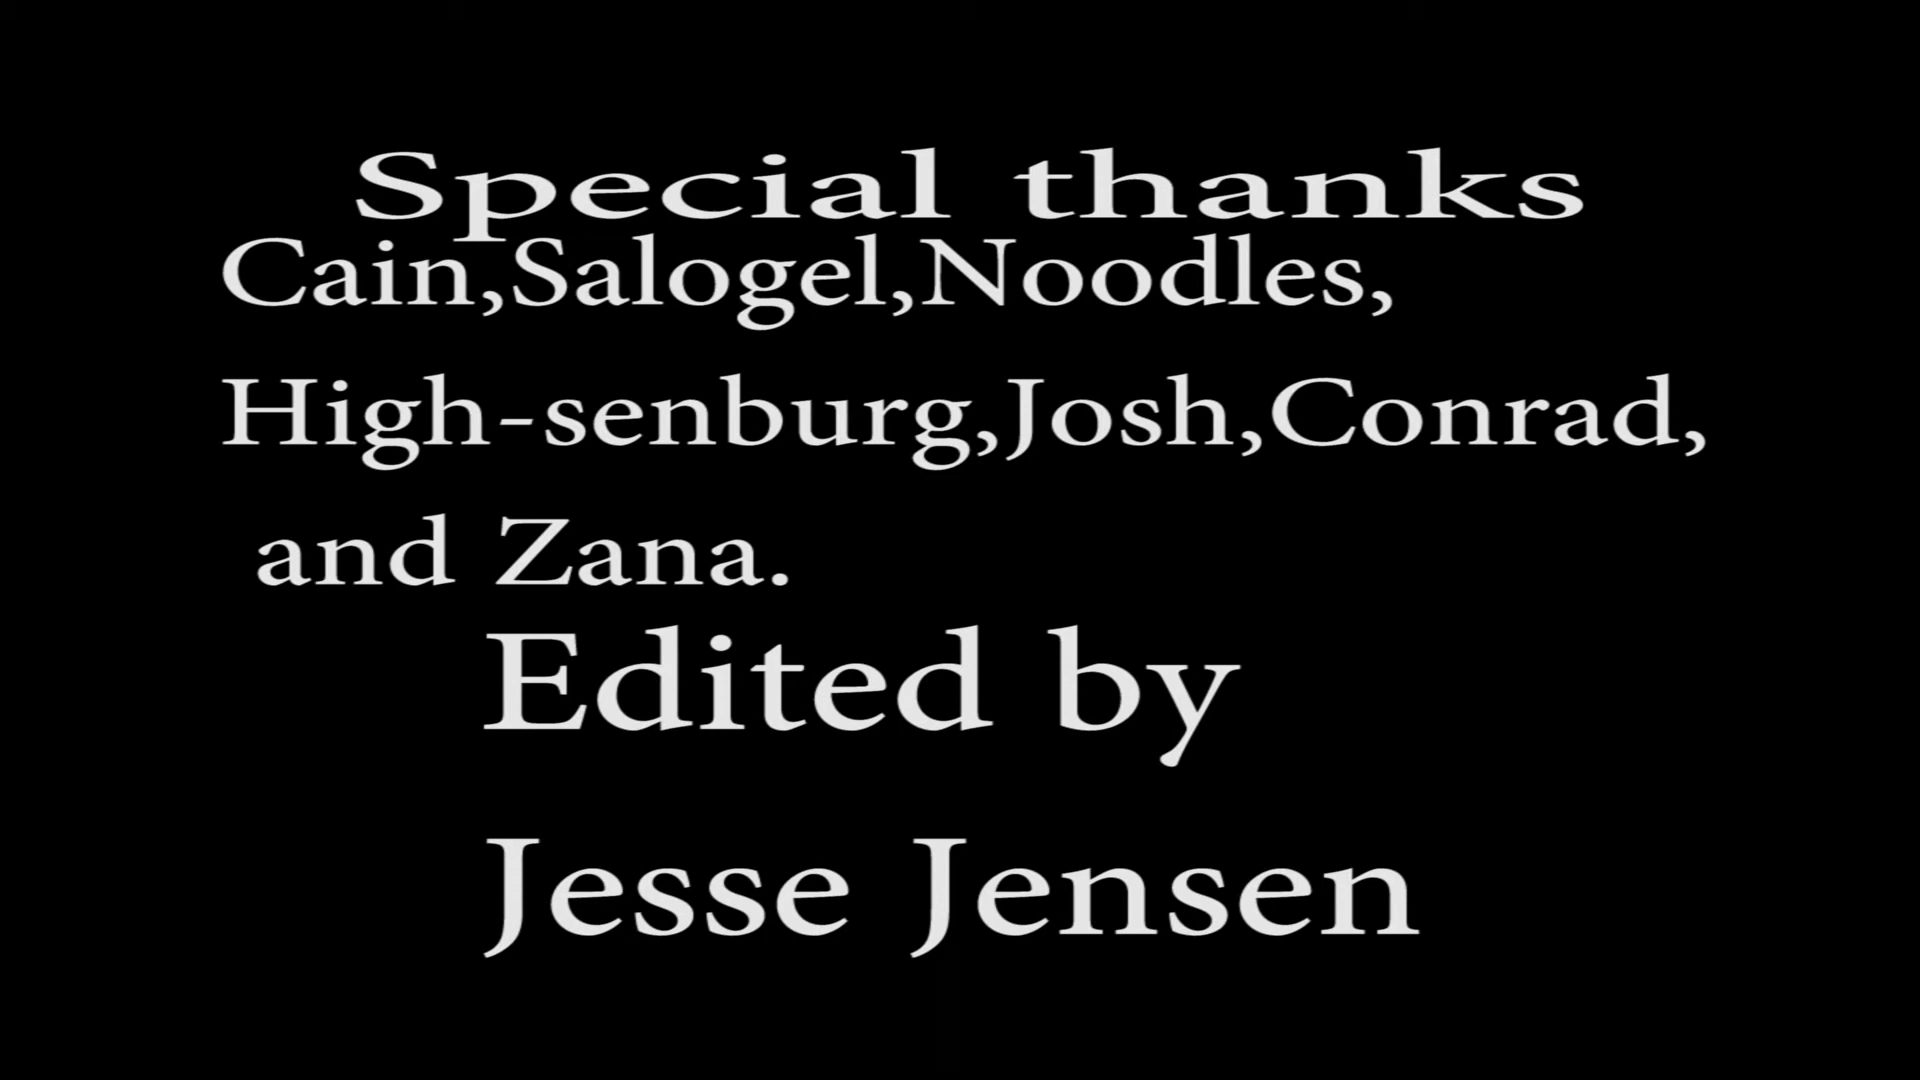 Special thanks
Cain,Salogel,Noodles,
High-senburg,Josh,Conrad,
and Zana.
Edited by
Jesse Jensen